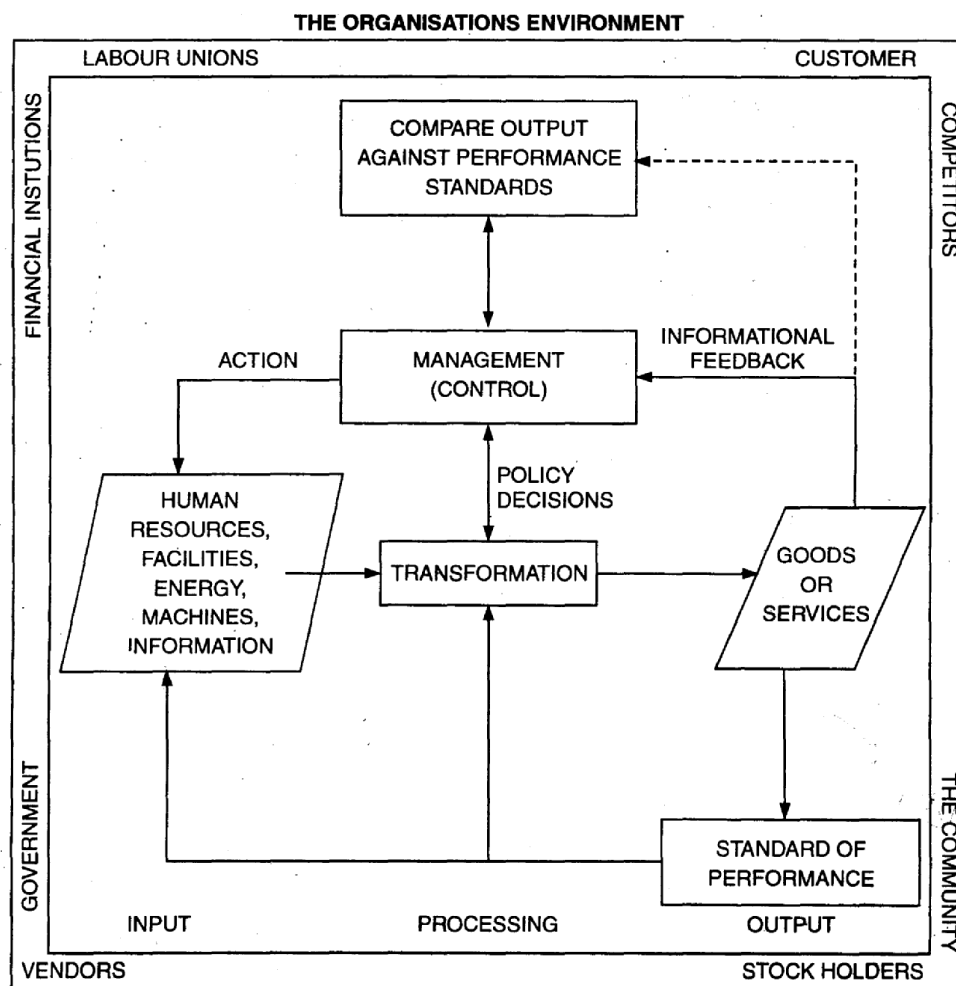 THE ORGANISATIONS ENVIRONMENT
LABOUR UNIONS
CUSTOMER
FINANCIAL INSTUTIONS
COMPETITORS
COMPARE OUTPUT
AGAINST PERFORMANCE
STANDARDS
INFORMATIONAL
FEEDBACK
ACTION
MANAGEMENT
(CONTROL)
POLICY
DECISIONS
HUMAN
RESOURCES,
FACILITIES,
ENERGY,
MACHINES,
INFORMATION
TRANSFORMATION
GOODS
OR
SERVICES
GOVERNMENT
THE COMMUNITY
STANDARD OF
PERFORMANCE
INPUT
PROCESSING
OUTPUT
VENDORS
STOCK HOLDERS